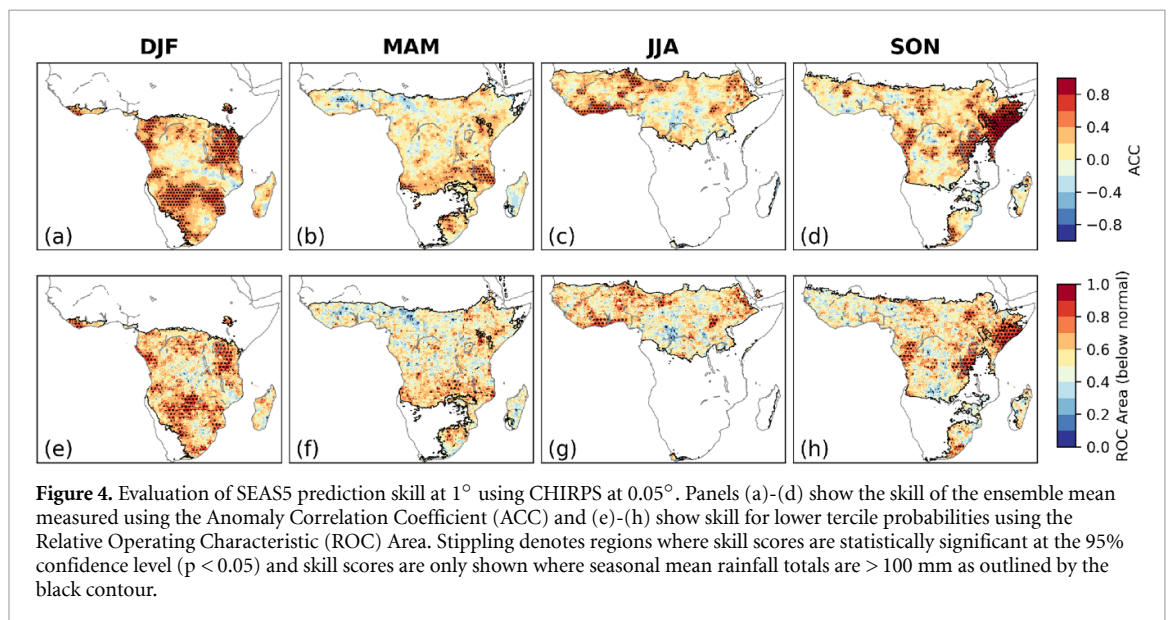 DJF MAM JJA SON
(a) (b) (c) (d)
0.8
0.4
0.0
−0.4
−0.8
ACC
(e) (f) (g) (h)
1.0
0.8
0.6
0.4
0.2
0.0
ROC Area (below normal)
Figure 4. Evaluation of SEAS5 prediction skill at 1° using CHIRPS at 0.05°. Panels (a)-(d) show the skill of the ensemble mean
measured using the Anomaly Correlation Coefficient (ACC) and (e)-(h) show skill for lower tercile probabilities using the
Relative Operating Characteristic (ROC) Area. Stippling denotes regions where skill scores are statistically significant at the 95%
confidence level (p < 0.05) and skill scores are only shown where seasonal mean rainfall totals are > 100 mm as outlined by the
black contour.